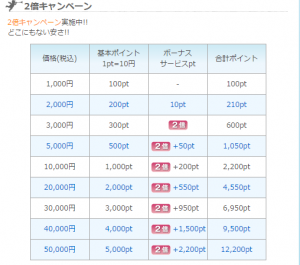 2倍キャンペーン
2倍キャンペーン実施中!!
どこにもない安さ!!
価格(税込) 基本ポイント 1pt=10円 ボーナス サービスpt 合計ポイント
1,000円 100pt - 100pt
2,000円 200pt 10pt 210pt
3,000円 300pt 2倍 600pt
5,000円 500pt 2倍 +50pt 1,050pt
10,000円 1,000pt 2倍 +200pt 2,200pt
20,000円 2,000pt 2倍 +550pt 4,550pt
30,000円 3,000pt 2倍 +950pt 6,950pt
40,000円 4,000pt 2倍 +1,500pt 9,500pt
50,000円 5,000pt 2倍 +2,200pt 12,200pt